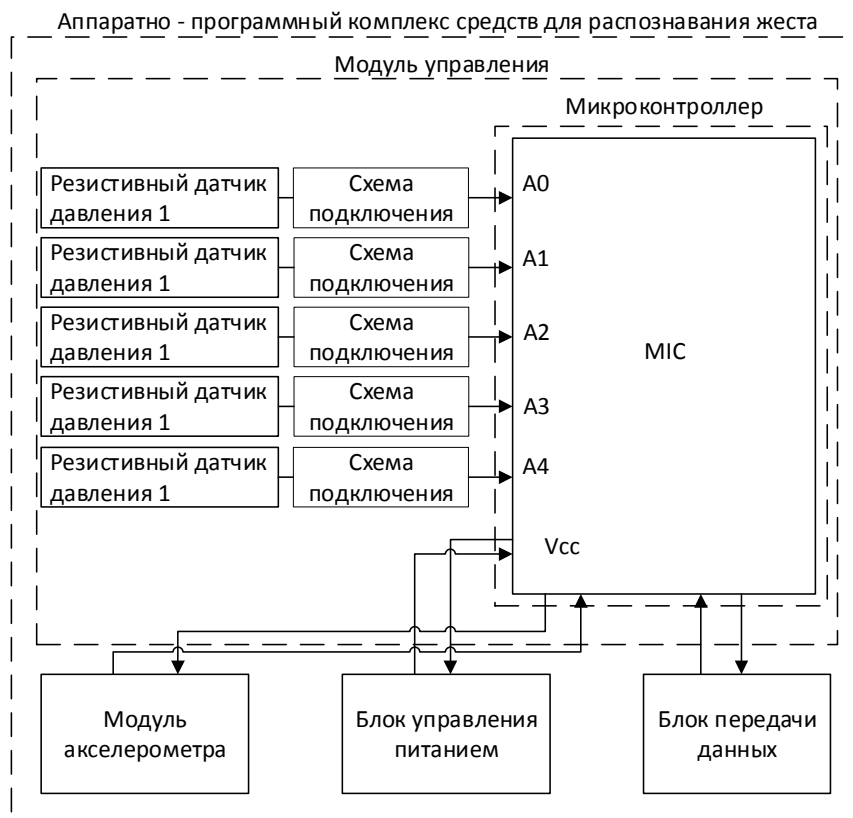 Аппаратно - программный комплекс средств для распознавания жеста
Модуль управления
Микроконтроллер
Резистивный датчик
давления 1
Схема
подключения
A0
Резистивный датчик
давления 1
Схема
подключения
A1
Резистивный датчик
давления 1
Схема
подключения
A2
MIC
Резистивный датчик
давления 1
Схема
подключения
A3
Резистивный датчик
давления 1
Схема
подключения
A4
Vcc
Модуль
акселерометра
Блок управления
питанием
Блок передачи
данных